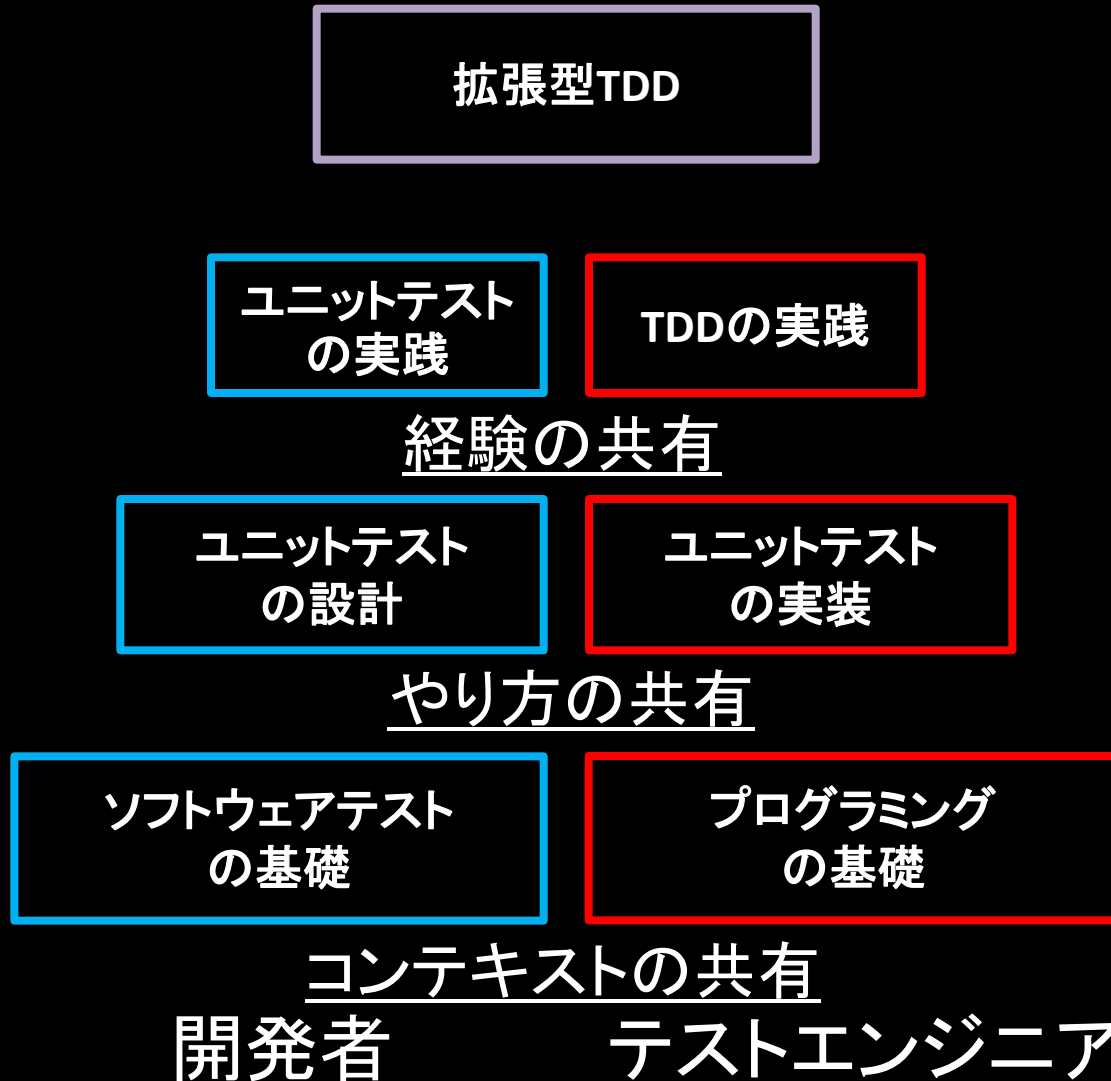 拡張型TDD
ユニットテスト
の実践
TDDの実践
経験の共有
ユニットテスト
の設計
ユニットテスト
の実装
やり方の共有
ソフトウェアテスト
の基礎
プログラミング
の基礎
コンテキストの共有
開発者
テストエンジニア